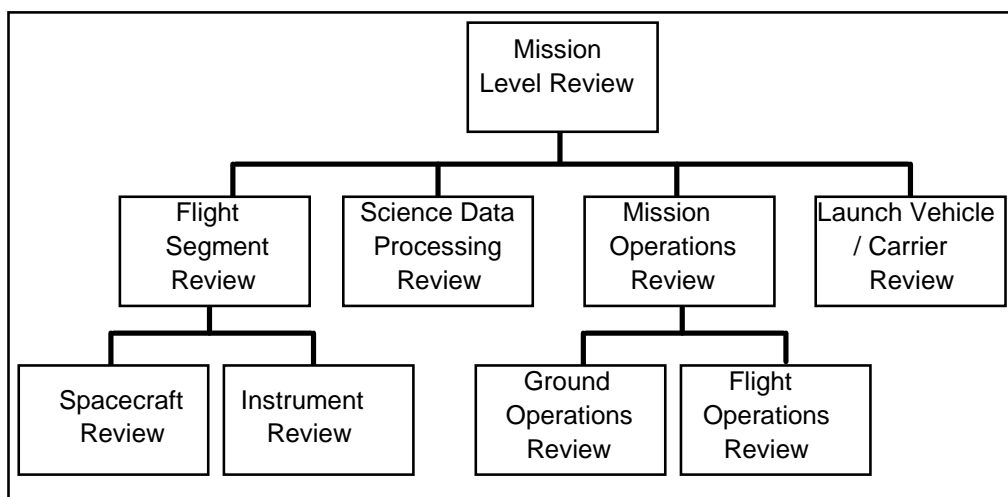 Mission
Level Review
Flight
Segment
Review
Science Data
Processing
Review
Mission
Operations
Review
Launch Vehicle
/ Carrier
Review
Spacecraft
Review
Instrument
Review
Ground
Operations
Review
Flight
Operations
Review